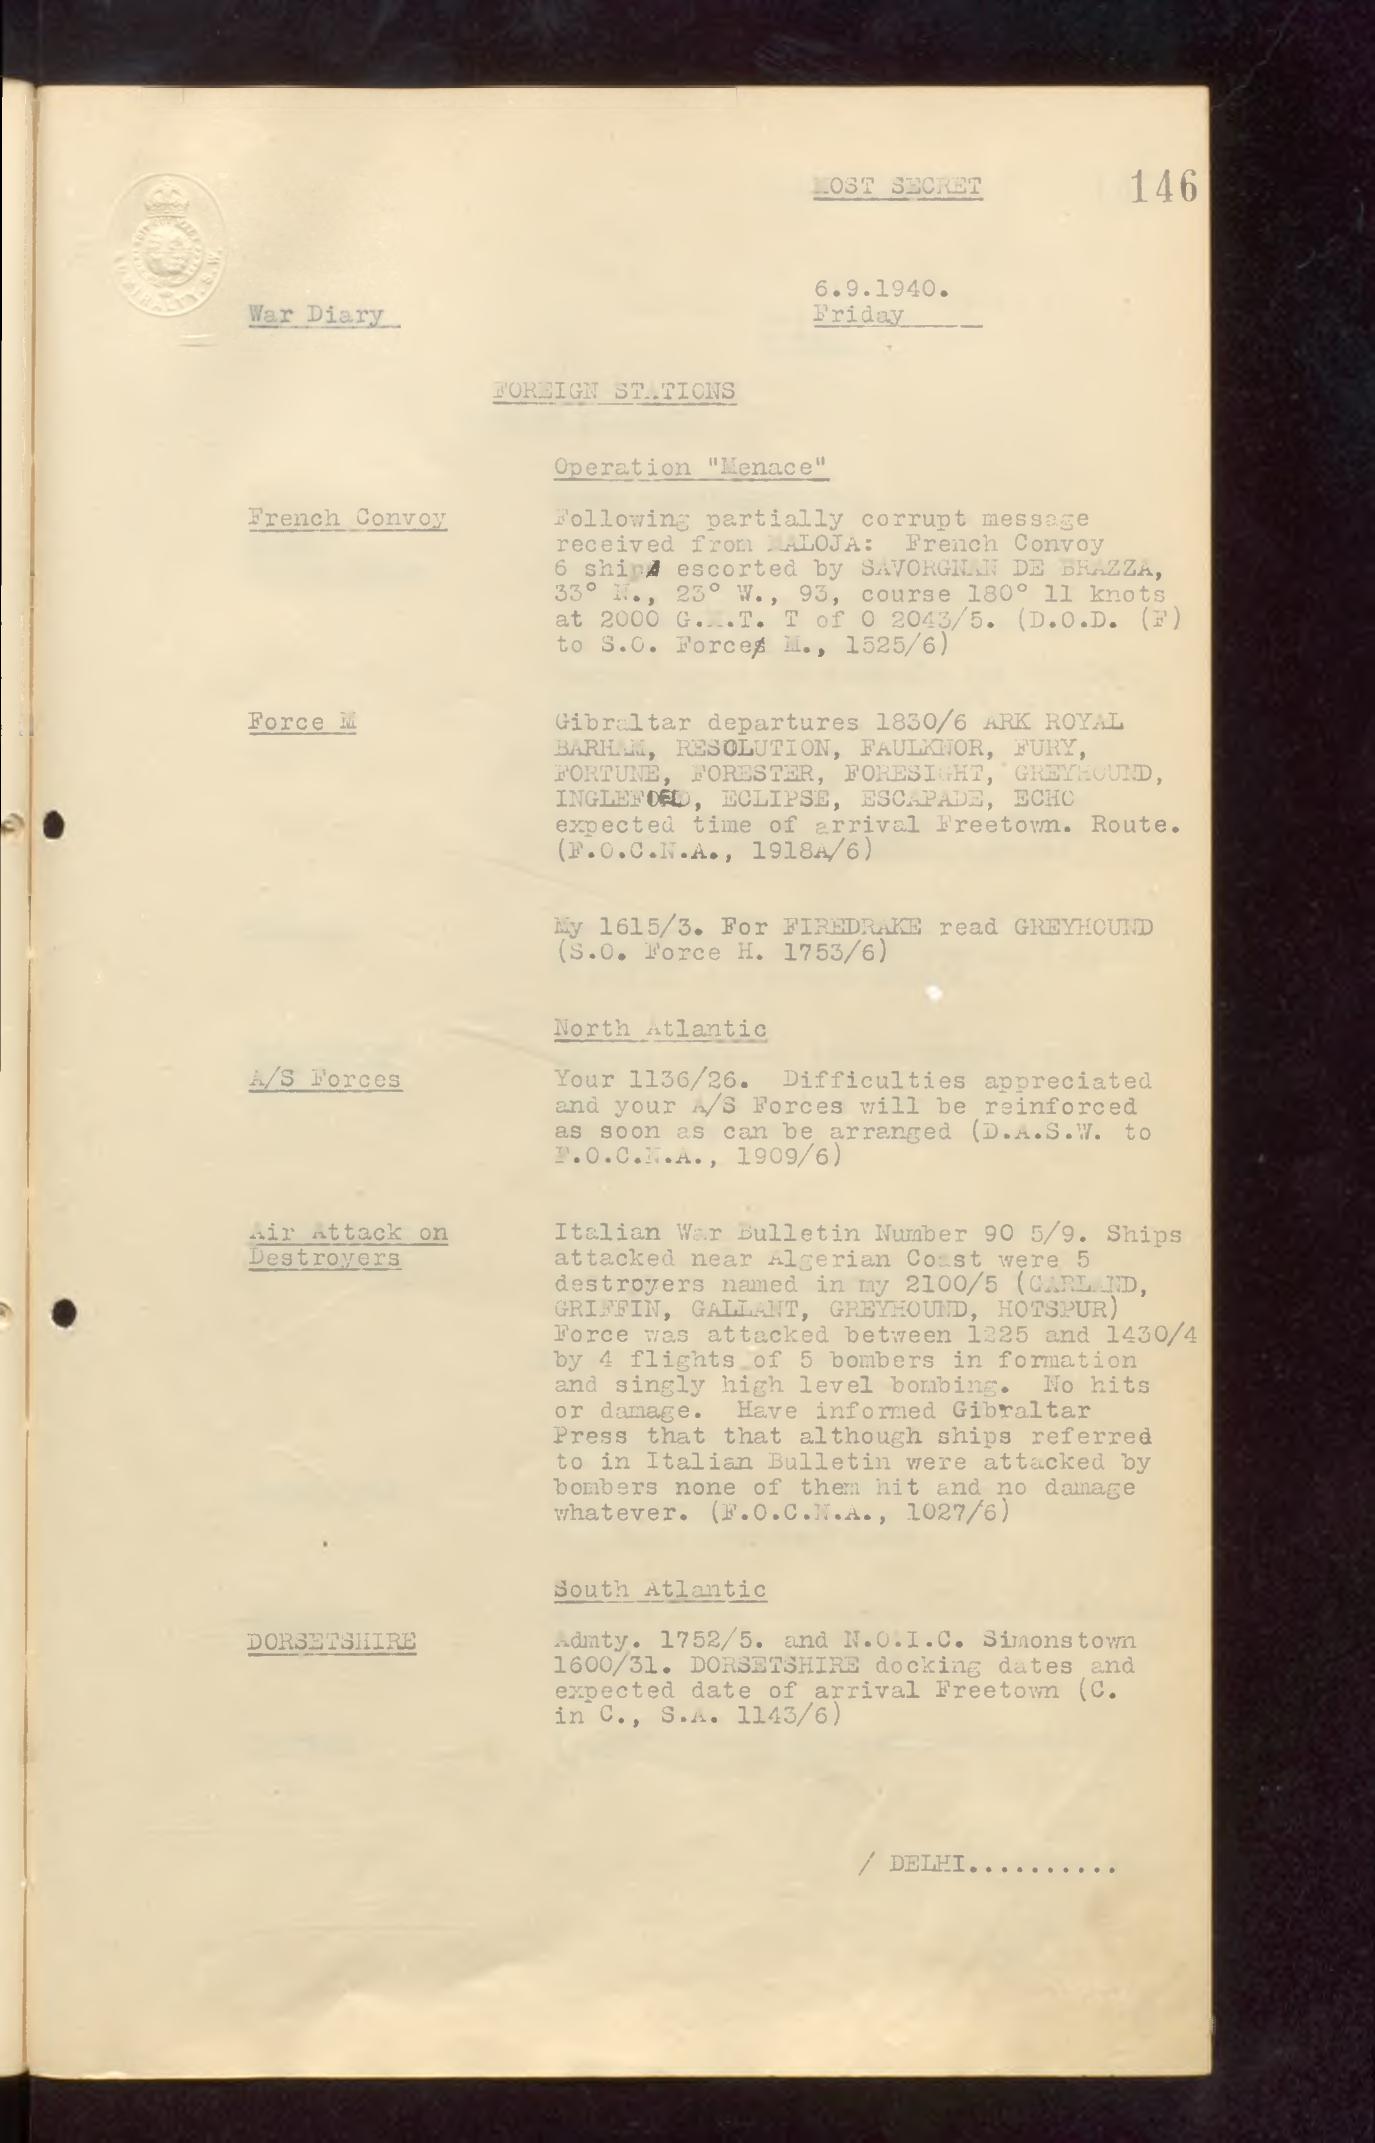 MOST SECRET
146
6.9.1940.
War Diary
Friday
FOREIGN STATIONS
Operation "Menace"
French Convoy
Following partially corrupt message
received from MALOJA: French Convoy
6 ships escorted by SAVORGNAN DE BRAZZA,
33° N., 23° W., 93, course 180° 11 knots
at 2000 G.M.T. T of O 2043/5. (D.O.D. (F)
to S.O. Force M., 1525/6)
Force M
Gibraltar departures 1830/6 ARK ROYAL
BARHAM, RESOLUTION, FAULKNOR, FURY,
FORTUNE, FORESTER, FORESIGHT, GREYHOUND,
INGLEFIELD, ECLIPSE, ESCAPADE, ECHO
expected time of arrival Freetown. Route.
(F.O.C.N.A., 1918A/6)
My 1615/3. For FIREDRAKE read GREYHOUND
(S.O. Force H. 1753/6)
North Atlantic
A/S Forces
Your 1136/26. Difficulties appreciated
and your A/S Forces will be reinforced
as soon as can be arranged (D.A.S.W. to
F.O.C.N.A., 1909/6)
Air Attack on
Destroyers
Italian War Bulletin Number 90 5/9. Ships
attacked near Algerian Coast were 5
destroyers named in my 2100/5 (GARLAND,
GRIFFIN, GALLANT, GREYHOUND, HOTSPUR)
Force was attacked between 1225 and 1430/4
by 4 flights of 5 bombers in formation
and singly high level bombing. No hits
or damage. Have informed Gibraltar
Press that that although ships referred
to in Italian Bulletin were attacked by
bombers none of them hit and no damage
whatever. (F.O.C.N.A., 1027/6)
South Atlantic
DORSETSHIRE
Admty. 1752/5. and N.O.I.C. Simonstown
1600/31. DORSETSHIRE docking dates and
expected date of arrival Freetown (C.
in C., S.A. 1143/6)
/ DELHI..........